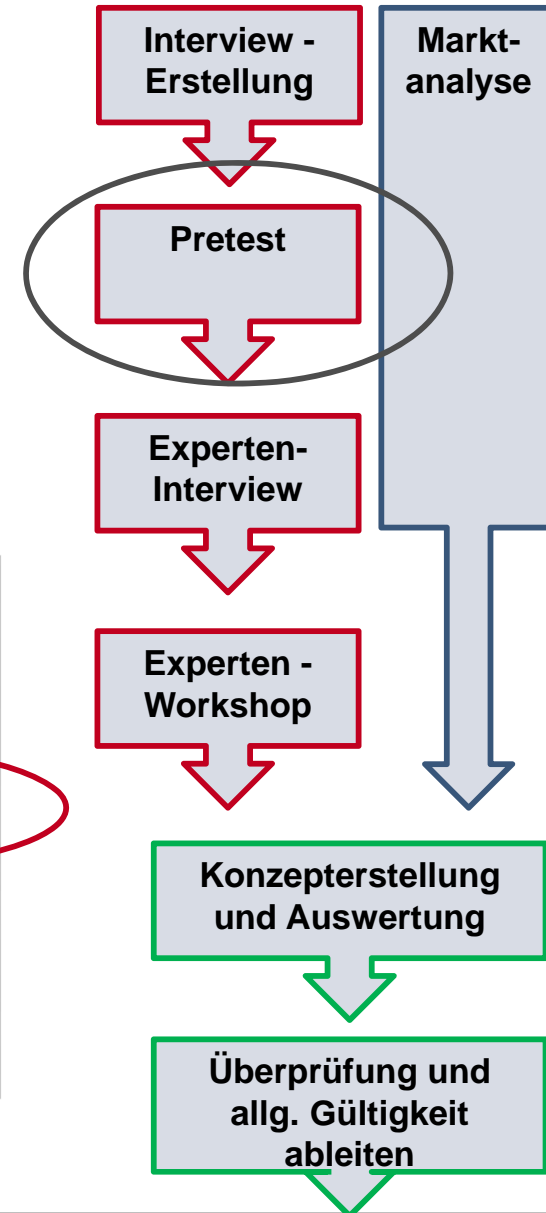 Interview -
Erstellung
Markt-
analyse
Pretest
Experten-
Interview
Experten -
Workshop
Konzepterstellung
und Auswertung
Überprüfung und
allg. Gültigkeit
ableiten